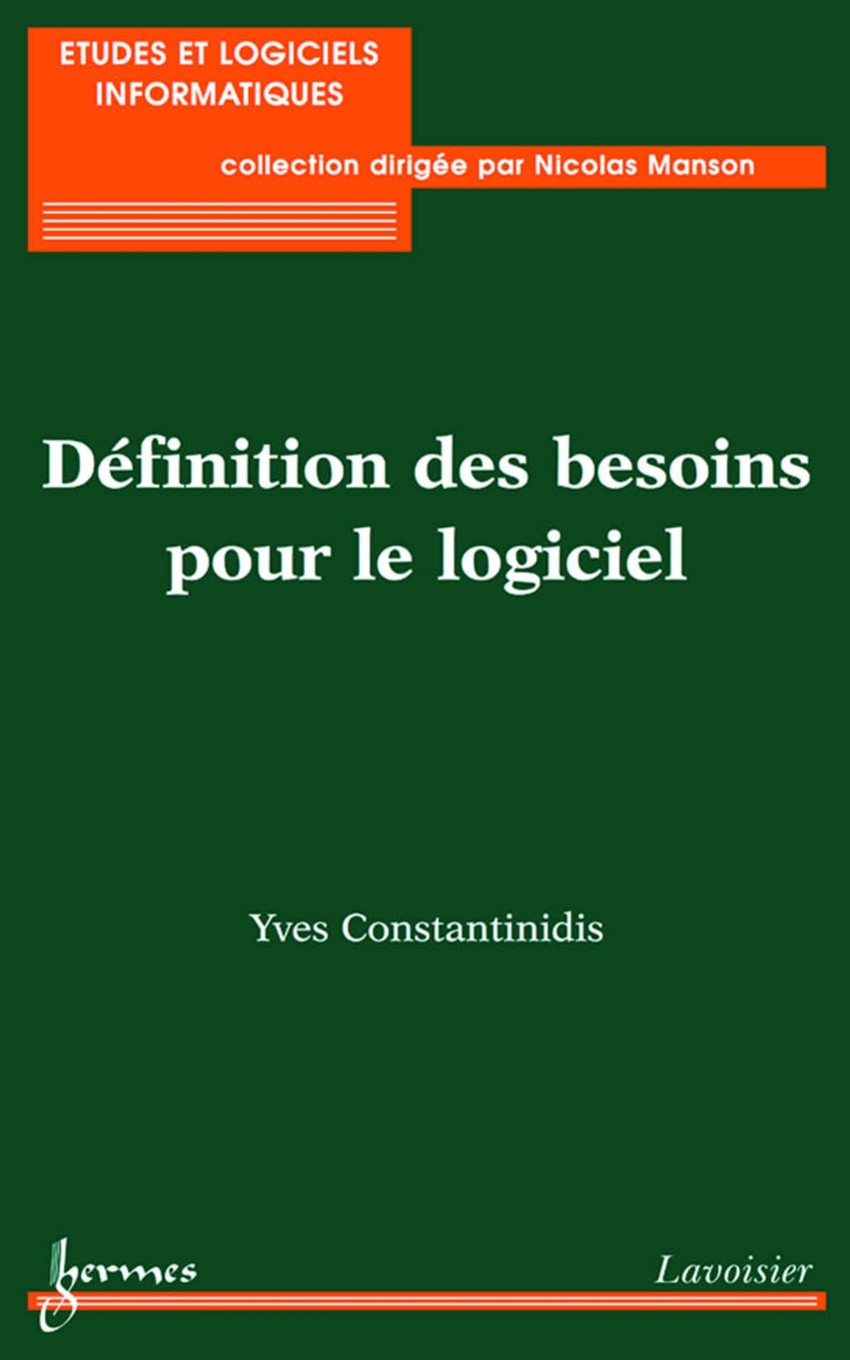 ETUDES ET LOGICIELS
INFORMATIQUES
collection dirigée par Nicolas Manson
Définition des besoins
pour le logiciel
Yves Constantinidis
hermes
Lavoisier